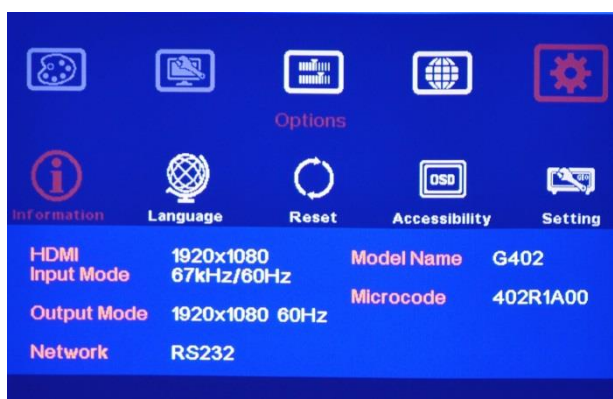 Options
Information Language Reset OSD Accessibility Setting
HDMI 1920x1080 Model Name G402
Input Mode 67kHz/60Hz
Microcode 402R1A00
Output Mode 1920x1080 60Hz
Network RS232